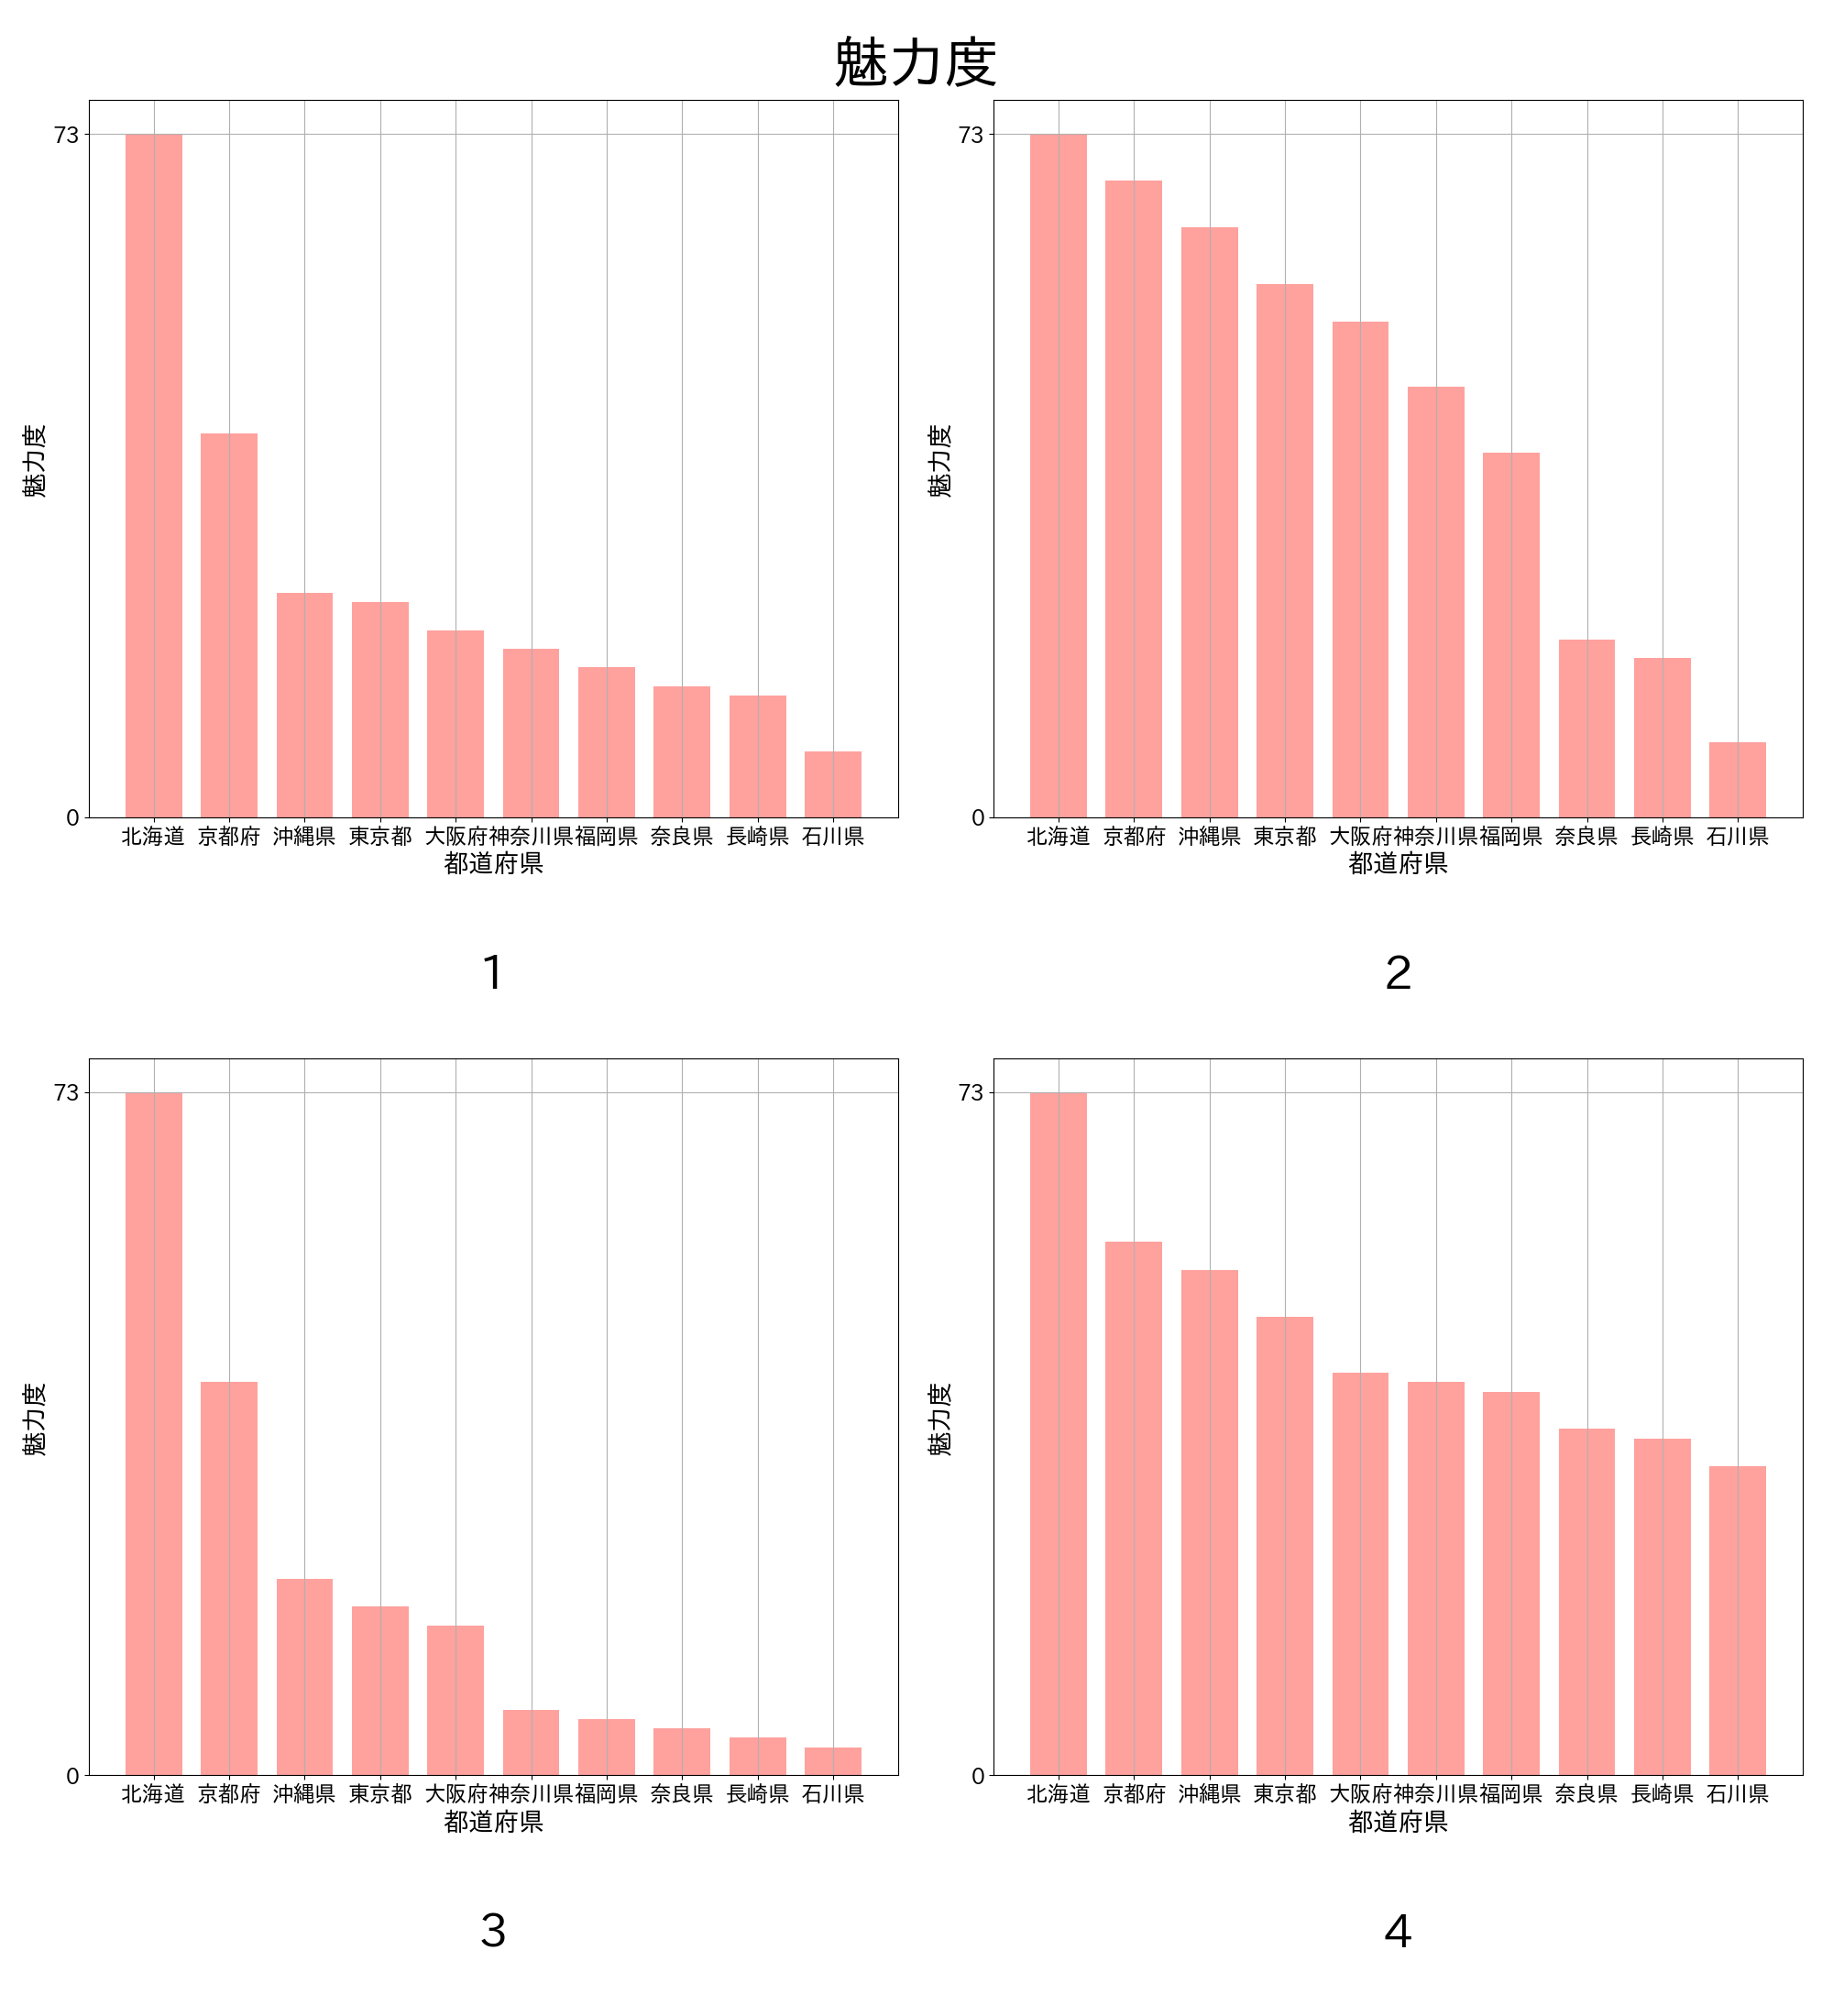 魅力度
73
0
魅力度
北海道 京都府 沖縄県 東京都 大阪府 神奈川県 福岡県 奈良県 長崎県 石川県
都道府県
1
73
0
魅力度
北海道 京都府 沖縄県 東京都 大阪府 神奈川県 福岡県 奈良県 長崎県 石川県
都道府県
2
73
0
魅力度
北海道 京都府 沖縄県 東京都 大阪府 神奈川県 福岡県 奈良県 長崎県 石川県
都道府県
3
73
0
魅力度
北海道 京都府 沖縄県 東京都 大阪府 神奈川県 福岡県 奈良県 長崎県 石川県
都道府県
4